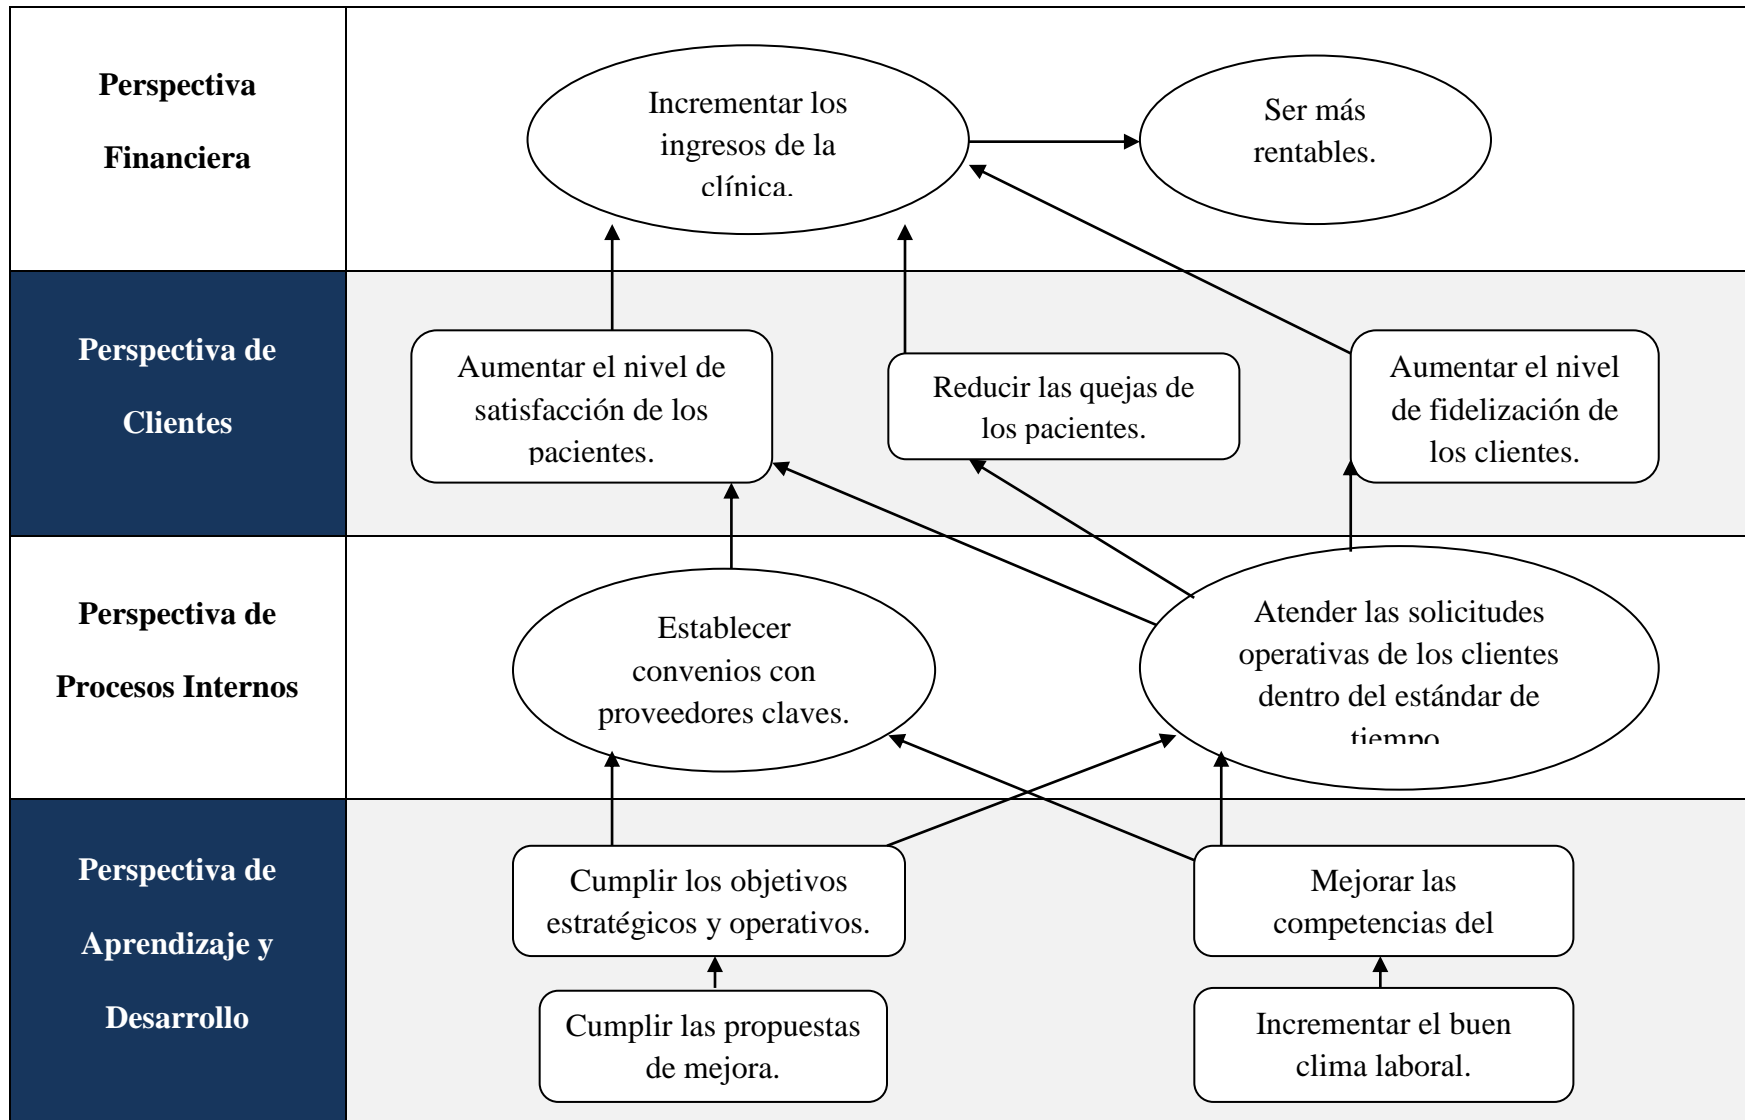 Perspectiva
Financiera
Incrementar los
ingresos de la
clínica.
Ser más
rentables.
Perspectiva de
Clientes
Aumentar el nivel de
satisfacción de los
pacientes.
Reducir las quejas de
los pacientes.
Aumentar el nivel
de fidelización de
los clientes.
Perspectiva de
Procesos Internos
Establecer
convenios con
proveedores claves.
Atender las solicitudes
operativas de los clientes
dentro del estándar de
tiempo
Perspectiva de
Aprendizaje y
Desarrollo
Cumplir los objetivos
estratégicos y operativos.
Mejorar las
competencias del
Cumplir las propuestas
de mejora.
Incrementar el buen
clima laboral.